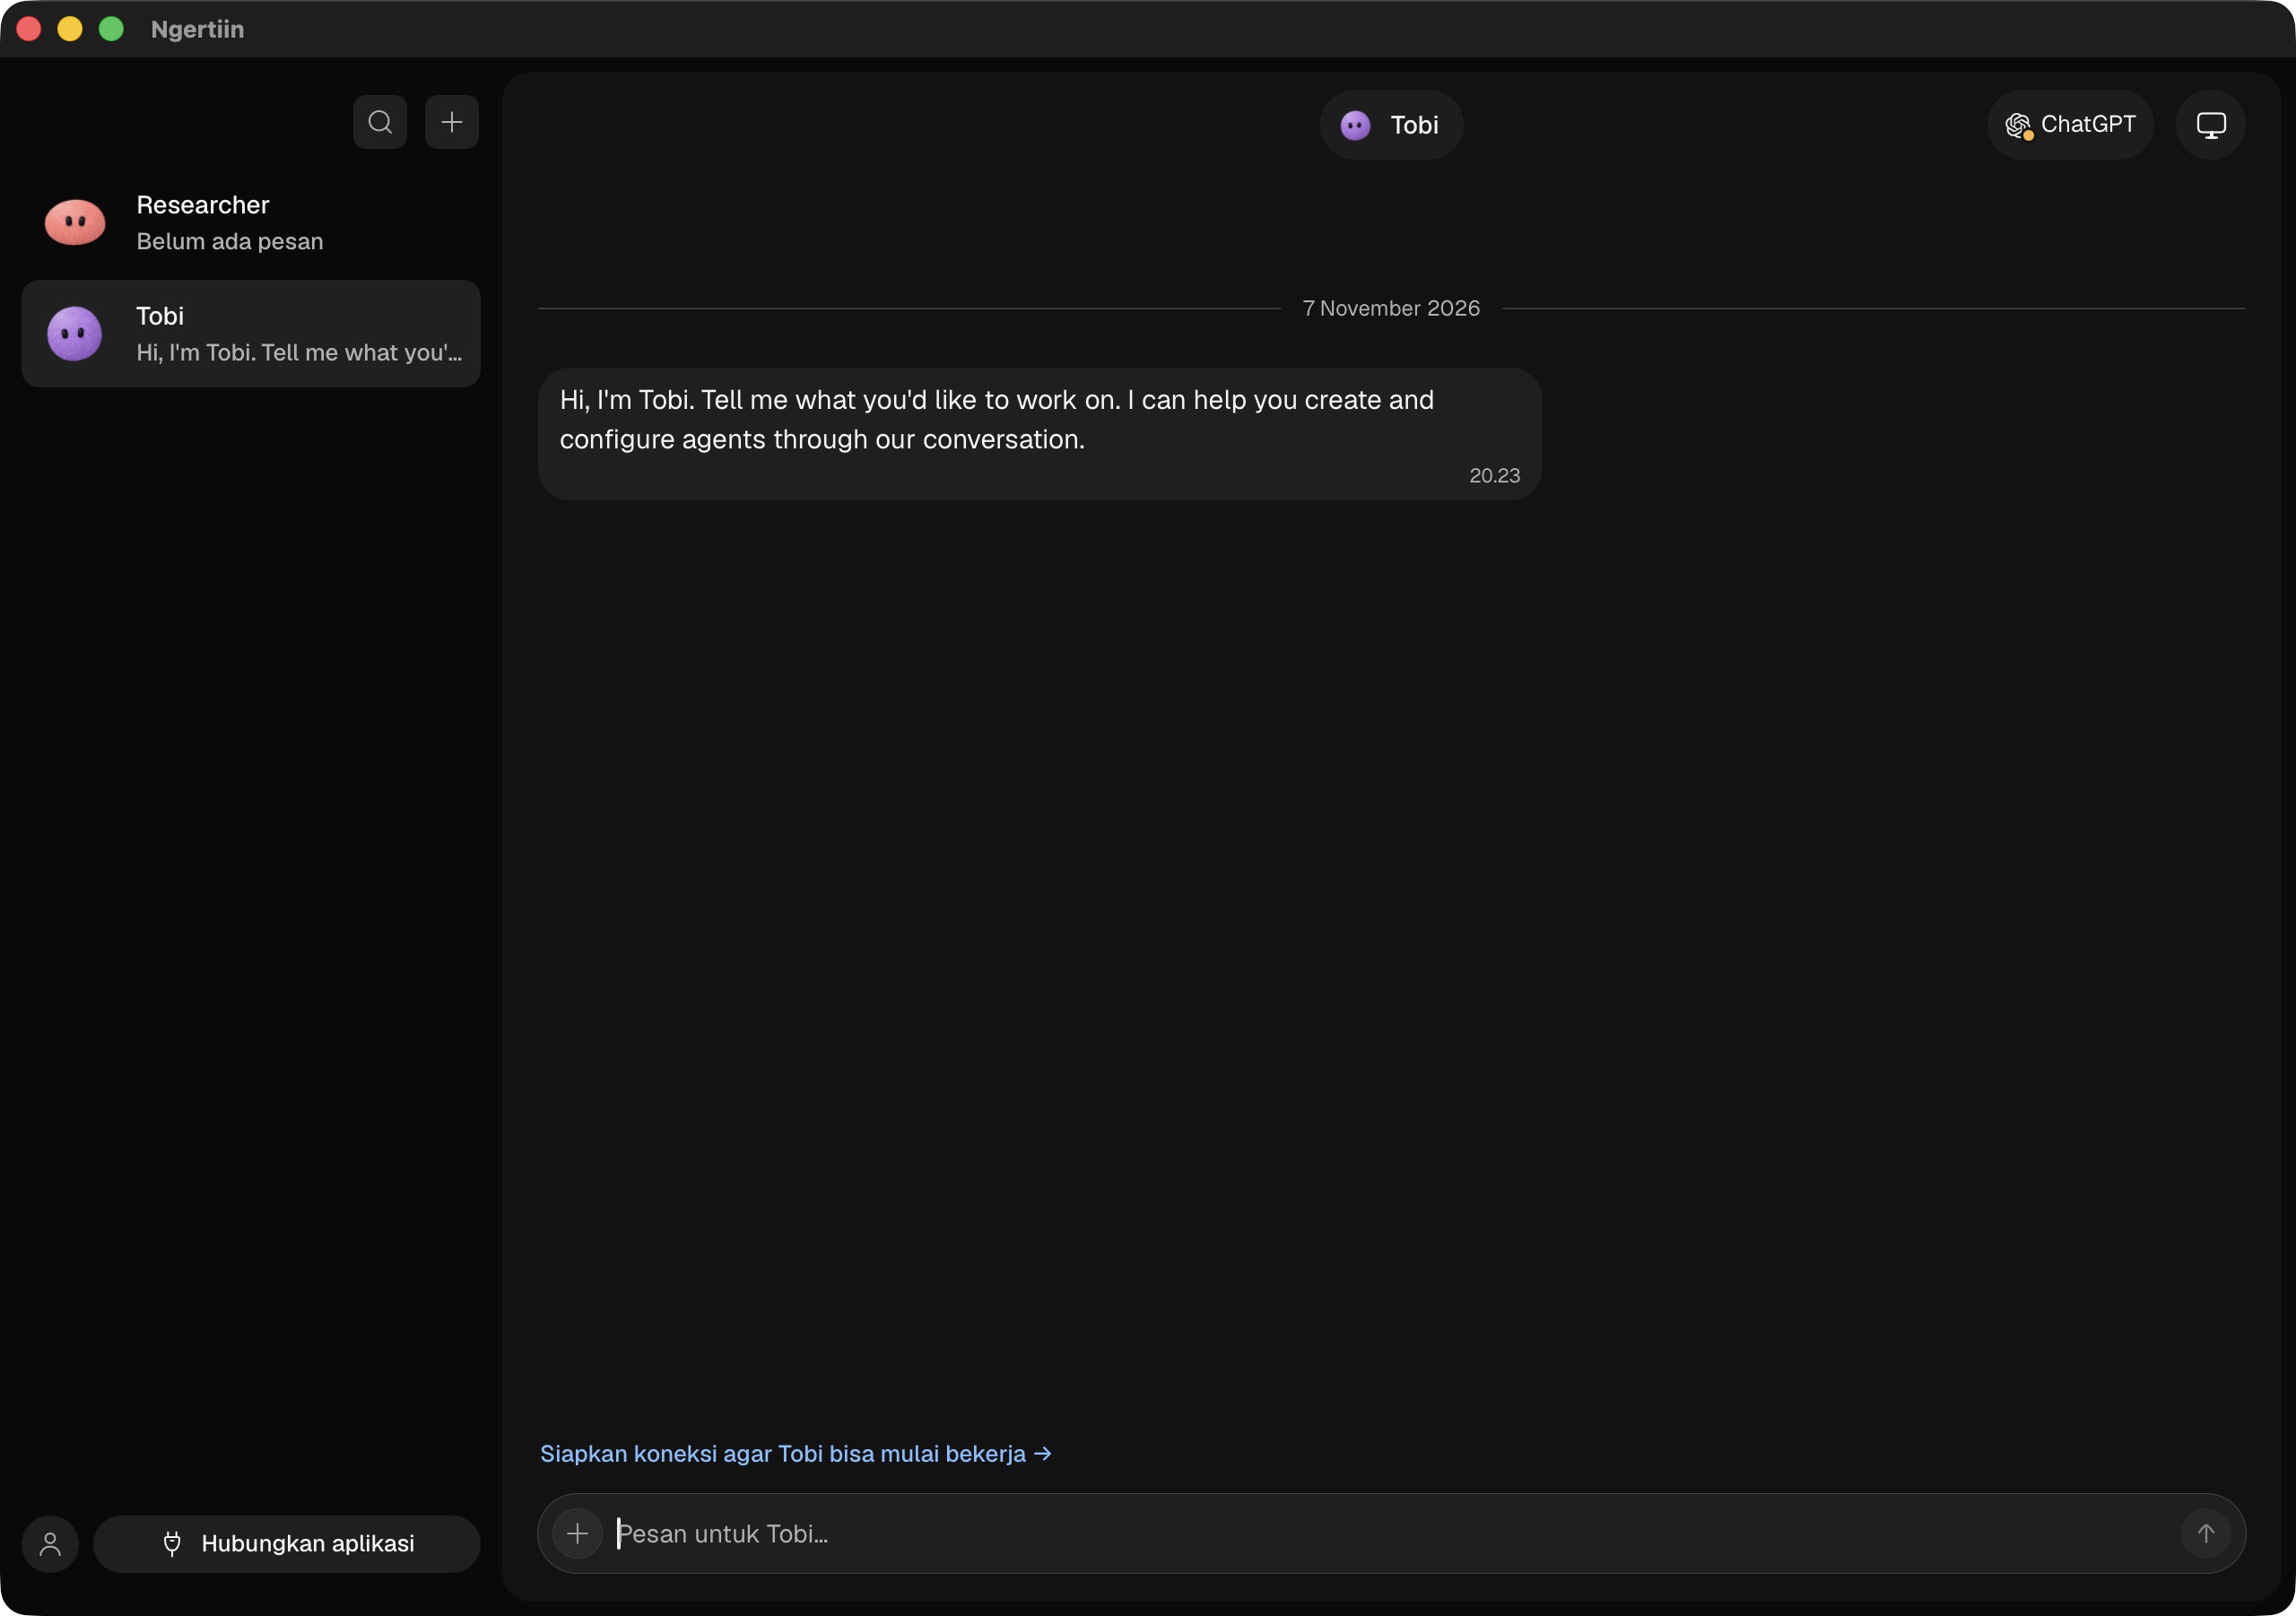 Ngertiin
Researcher
Belum ada pesan
Tobi
Hi, I'm Tobi. Tell me what you'...
Hubungkan aplikasi
Tobi
ChatGPT
7 November 2026
Hi, I'm Tobi. Tell me what you'd like to work on. I can help you create and
configure agents through our conversation.
20.23
Siapkan koneksi agar Tobi bisa mulai bekerja →
Pesan untuk Tobi...